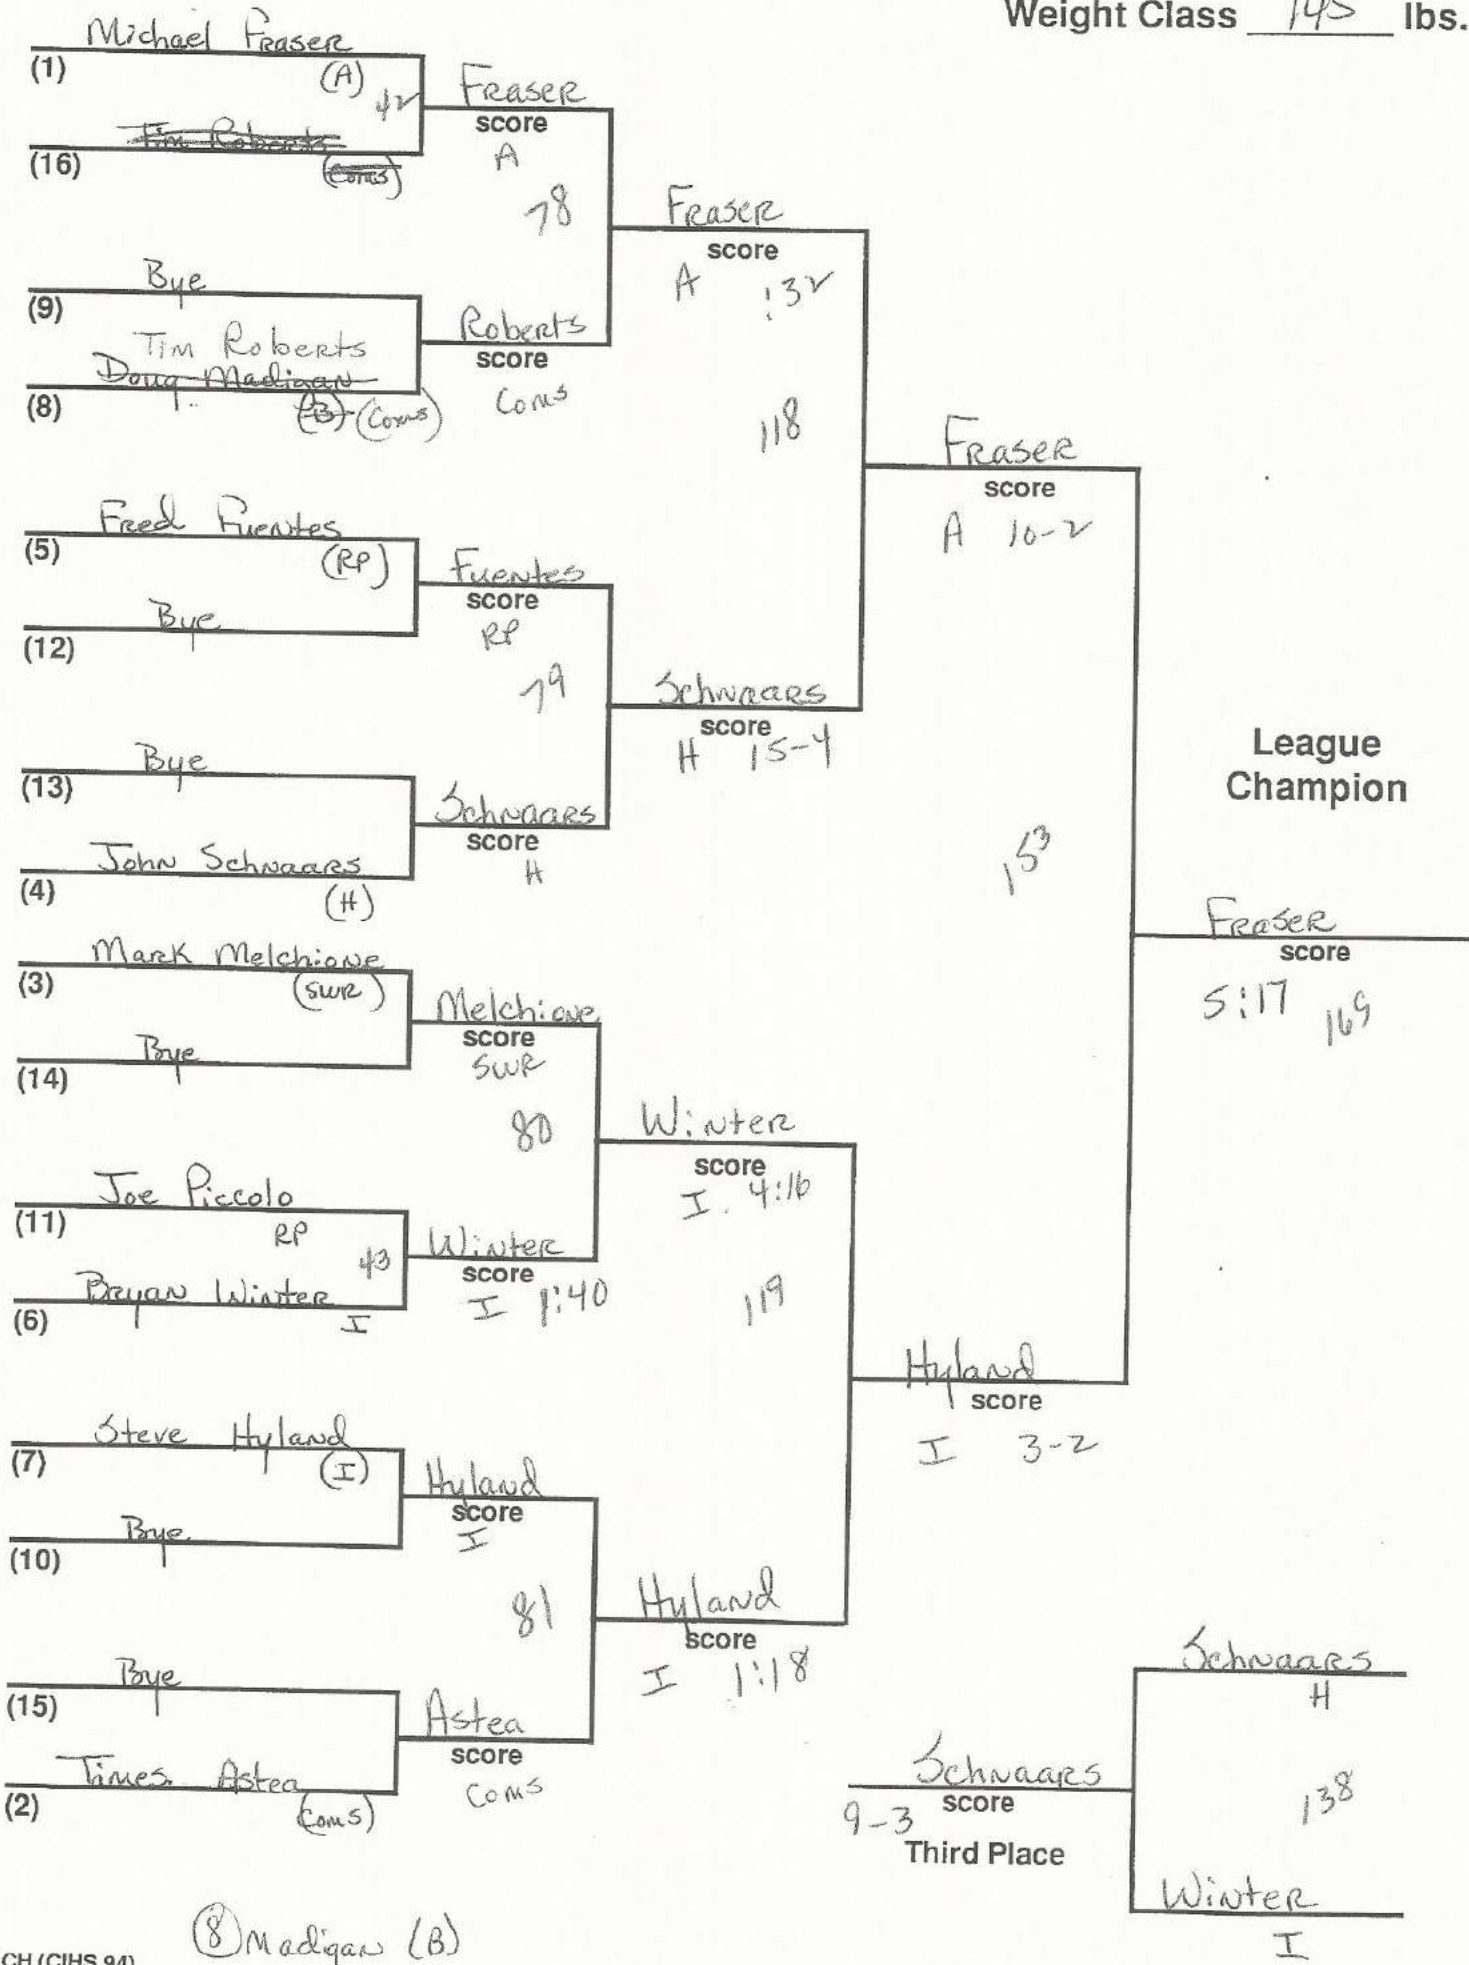 Weight Class 145 lbs.
Michael Fraser
(1)
(A)
42
Tim Roberts
(16)
(Coms)
Fraser
score
A
78
Bye
(9)
Tim Roberts
Doug Madigan
(8)
(B) (Coms)
Roberts
score
Coms
Fraser
score
A :32
118
Fred Fuentes
(5)
(RP)
Bye
(12)
Fuentes
score
RP
79
Bye
(13)
John Schnaars
(4)
(H)
Schnaars
score
H
Schnaars
score
H 15-4
Fraser
score
A 10-2
153
Mark Melchione
(3)
(SWR)
Bye
(14)
Melchione
score
SWR
80
Joe Piccolo
(11)
RP
43
Bryan Winter
(6)
I
Winter
score
I 1:40
Winter
score
I. 4:16
119
Steve Hyland
(7)
(I)
Bye
(10)
Hyland
score
I
81
Bye
(15)
Times Astea
(2)
(Coms)
Astea
score
Coms
Hyland
score
I 1:18
Hyland
score
I 3-2
League
Champion
Fraser
score
5:17 169
Schnaars
H
Schnaars
score
9-3
Third Place
138
Winter
I
(8) Madigan (B)
CH (CIHS 94)